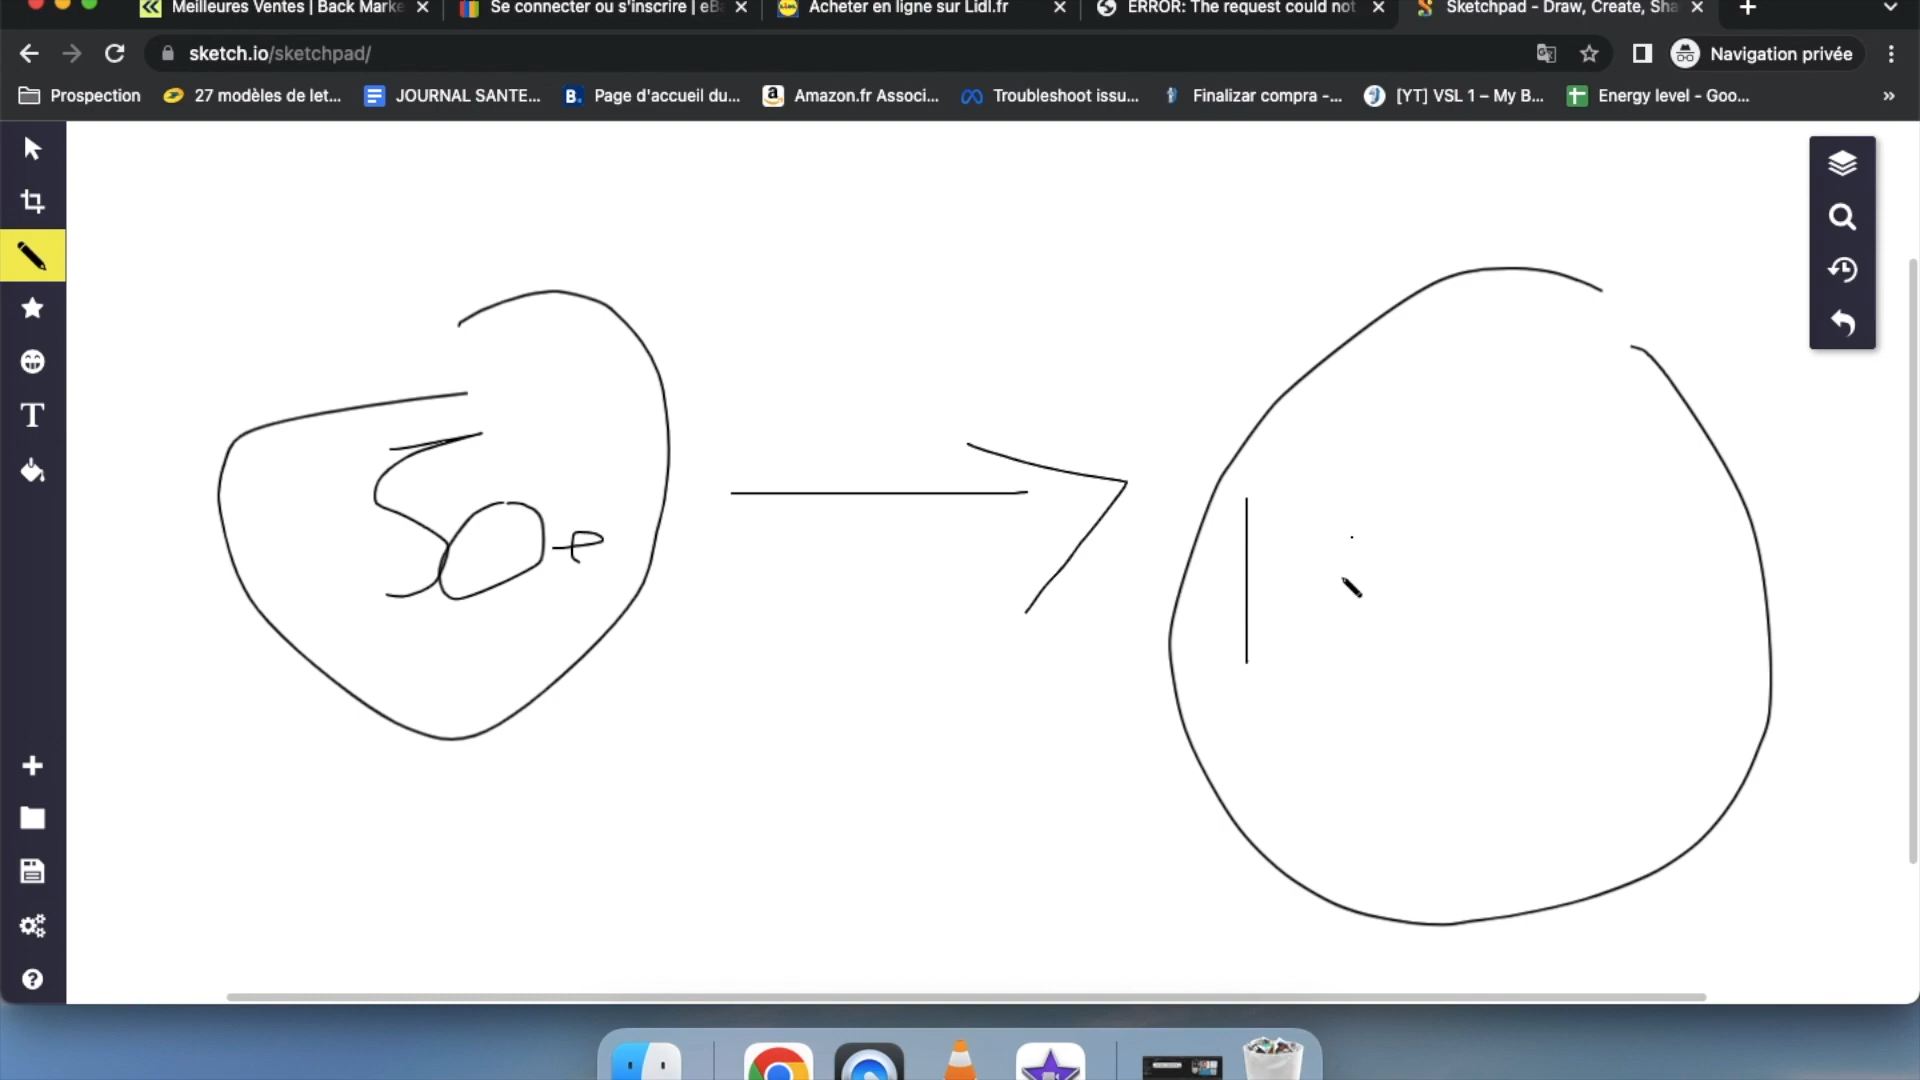 Meilleures Ventes | Back Marke
Se connecter ou s'inscrire | eBa
Acheter en ligne sur Lidl.fr
ERROR: The request could not
Sketchpad - Draw, Create, Sha
sketch.io/sketchpad/
Navigation privée
Prospection
27 modèles de let...
JOURNAL SANTE...
B.
Page d'accueil du...
a
Amazon.fr Associ...
Troubleshoot issu...
Finalizar compra -...
[YT] VSL 1 – My B...
Energy level - Goo...
»
T
50